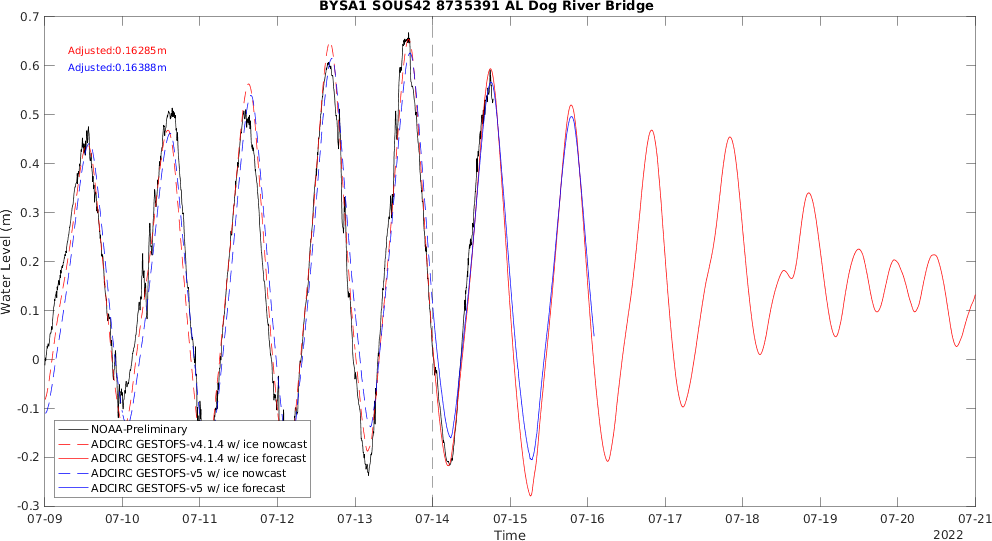 BYSA1 SOUS42 8735391 AL Dog River Bridge
Adjusted:0.16285m
Adjusted:0.16388m
Water Level (m)
0.7
0.6
0.5
0.4
0.3
0.2
0.1
0
-0.1
-0.2
-0.3
NOAA-Preliminary
ADCIRC GESTOFS-v4.1.4 w/ ice nowcast
ADCIRC GESTOFS-v4.1.4 w/ ice forecast
ADCIRC GESTOFS-v5 w/ ice nowcast
ADCIRC GESTOFS-v5 w/ ice forecast
07-09 07-10 07-11 07-12 07-13 07-14 07-15 07-16 07-17 07-18 07-19 07-20 07-21
Time
2022